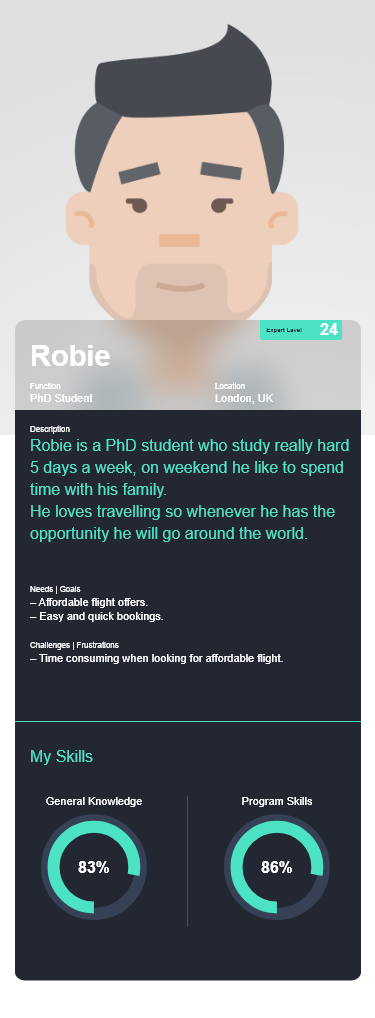 Expert Level 24
Robie
Function Location
PhD Student London, UK
Description
Robie is a PhD student who study really hard
5 days a week, on weekend he like to spend
time with his family.
He loves travelling so whenever he has the
opportunity he will go around the world.
Needs | Goals
– Affordable flight offers.
– Easy and quick bookings.
Challenges | Frustrations
– Time consuming when looking for affordable flight.
My Skills
General Knowledge Program Skills
83% 86%